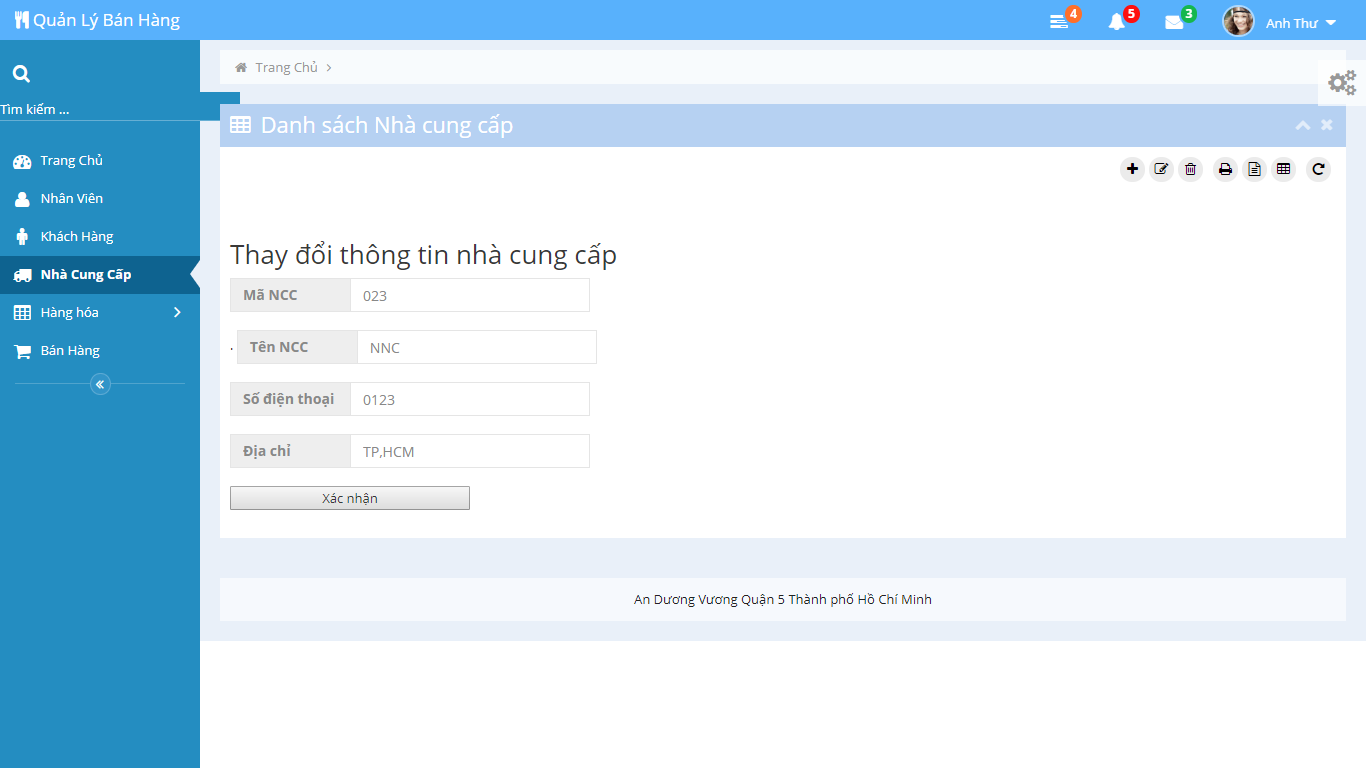 Quản Lý Bán Hàng
4
5
3
Anh Thư
Tìm kiếm ...
Trang Chủ
Nhân Viên
Khách Hàng
Nhà Cung Cấp
Hàng hóa
Bán Hàng
Trang Chủ
Danh sách Nhà cung cấp
Thay đổi thông tin nhà cung cấp
Mã NCC 023
. Tên NCC NNC
Số điện thoại 0123
Địa chỉ TP,HCM
Xác nhận
An Dương Vương Quận 5 Thành phố Hồ Chí Minh